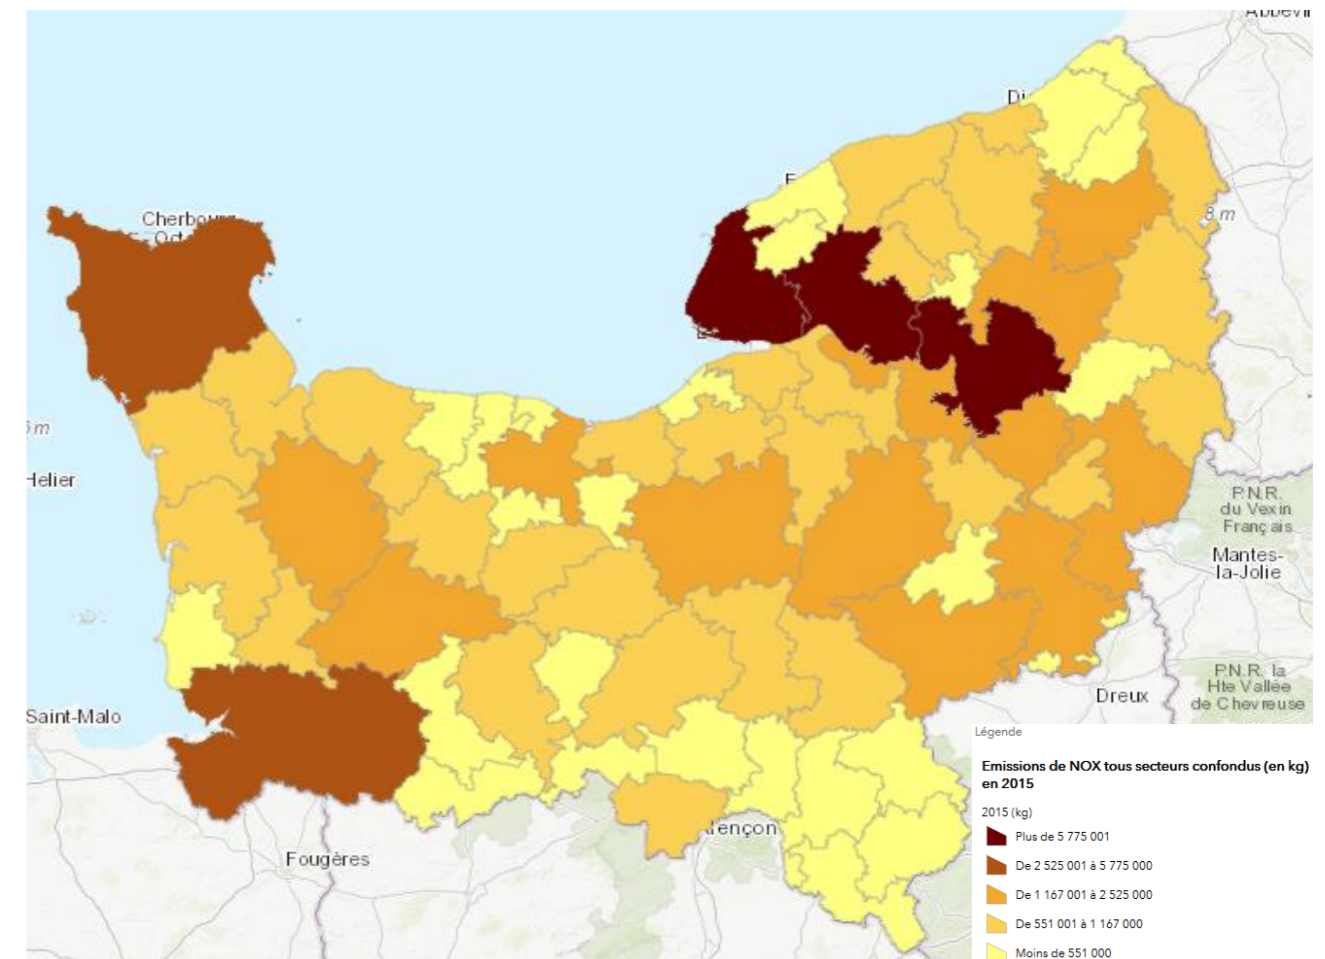 Cherbourg
Helier
Saint-Malo
Fougères
Alençon
8 m
P.N.R.
du Vexin
Français
Mantes-
la-Jolie
Dreux
P.N.R. la
Hte Vallée
de Chevreuse
Légende
Emissions de NOX tous secteurs confondus (en kg)
en 2015
2015 (kg)
Plus de 5 775 001
De 2 525 001 à 5 775 000
De 1 167 001 à 2 525 000
De 551 001 à 1 167 000
Moins de 551 000